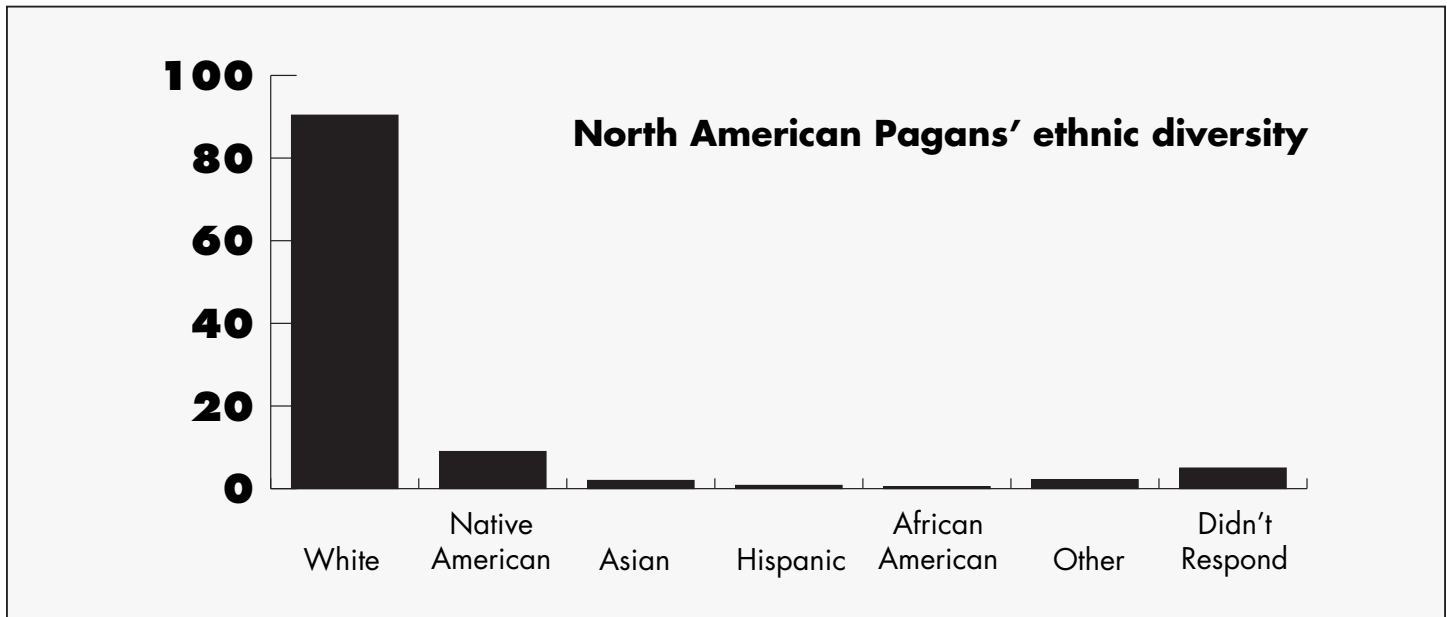 North American Pagans’ ethnic diversity
100
80
60
40
20
0
White
Native
American
Asian
Hispanic
African
American
Other
Didn’t
Respond